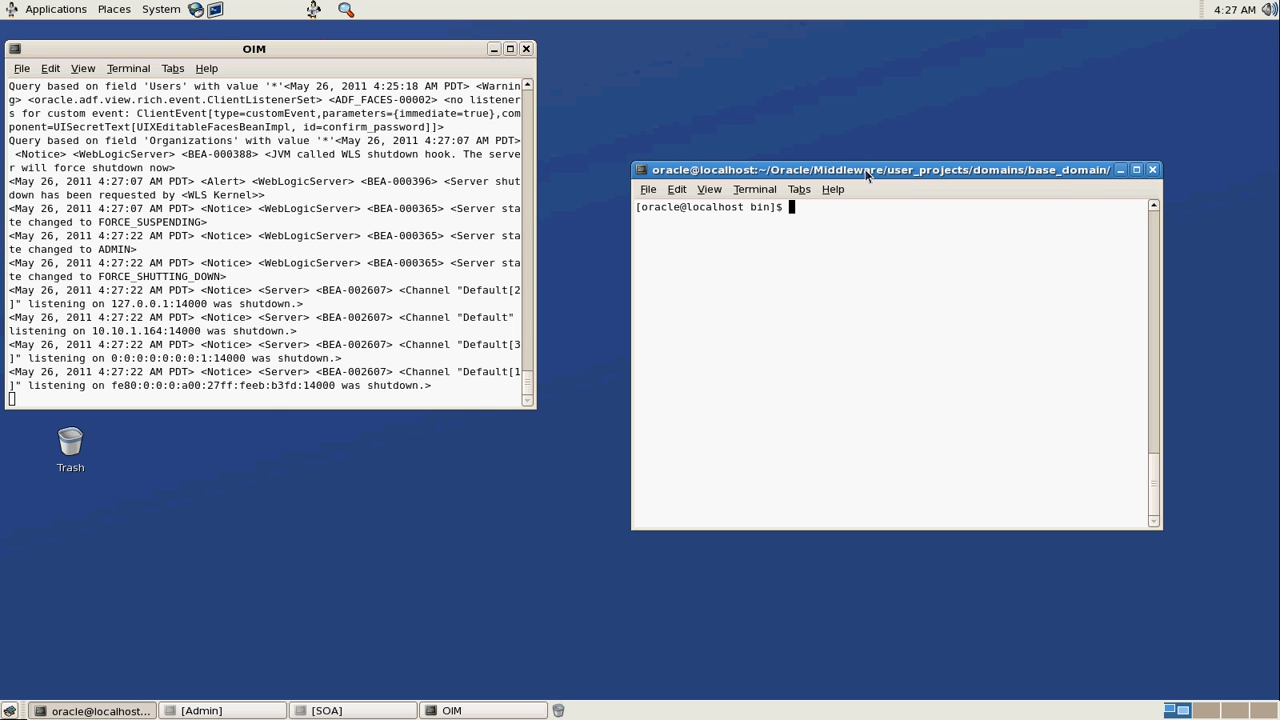 Applications Places System
4:27 AM
OIM
File Edit View Terminal Tabs Help
Query based on field 'Users' with value '*'<May 26, 2011 4:25:18 AM PDT> <Warnin
g> <oracle.adf.view.rich.event.ClientListenerSet> <ADF_FACES-00002> <no listener
s for custom event: ClientEvent[type=customEvent,parameters={immediate=true},com
ponent=UISecretText[UIXEditableFacesBeanImpl, id=confirm_password]]>
Query based on field 'Organizations' with value '*'<May 26, 2011 4:27:07 AM PDT>
<Notice> <WebLogicServer> <BEA-000388> <JVM called WLS shutdown hook. The serve
r will force shutdown now>
<May 26, 2011 4:27:07 AM PDT> <Alert> <WebLogicServer> <BEA-000396> <Server shut
down has been requested by <WLS Kernel>>
<May 26, 2011 4:27:07 AM PDT> <Notice> <WebLogicServer> <BEA-000365> <Server sta
te changed to FORCE_SUSPENDING>
<May 26, 2011 4:27:22 AM PDT> <Notice> <WebLogicServer> <BEA-000365> <Server sta
te changed to ADMIN>
<May 26, 2011 4:27:22 AM PDT> <Notice> <WebLogicServer> <BEA-000365> <Server sta
te changed to FORCE_SHUTTING_DOWN>
<May 26, 2011 4:27:22 AM PDT> <Notice> <Server> <BEA-002607> <Channel "Default[2
]" listening on 127.0.0.1:14000 was shutdown.>
<May 26, 2011 4:27:22 AM PDT> <Notice> <Server> <BEA-002607> <Channel "Default"
listening on 10.10.1.164:14000 was shutdown.>
<May 26, 2011 4:27:22 AM PDT> <Notice> <Server> <BEA-002607> <Channel "Default[3
]" listening on 0:0:0:0:0:0:0:1:14000 was shutdown.>
<May 26, 2011 4:27:22 AM PDT> <Notice> <Server> <BEA-002607> <Channel "Default[1
]" listening on fe80:0:0:0:a00:27ff:feeb:b3fd:14000 was shutdown.>
oracle@localhost:~/Oracle/Middleware/user_projects/domains/base_domain/
File Edit View Terminal Tabs Help
[oracle@localhost bin]$
Trash
oracle@localhost...
[Admin]
[SOA]
OIM